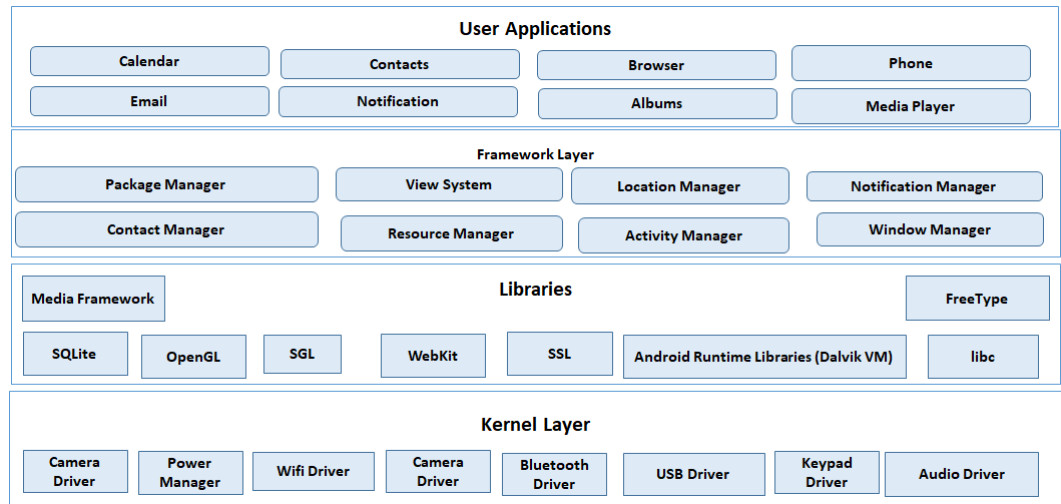 User Applications
Calendar
Contacts
Browser
Phone
Email
Notification
Albums
Media Player
Framework Layer
Package Manager
View System
Location Manager
Notification Manager
Contact Manager
Resource Manager
Activity Manager
Window Manager
Libraries
Media Framework
FreeType
SQLite
OpenGL
SGL
WebKit
SSL
Android Runtime Libraries (Dalvik VM)
libc
Kernel Layer
Camera
Driver
Power
Manager
Wifi Driver
Camera
Driver
Bluetooth
Driver
USB Driver
Keypad
Driver
Audio Driver